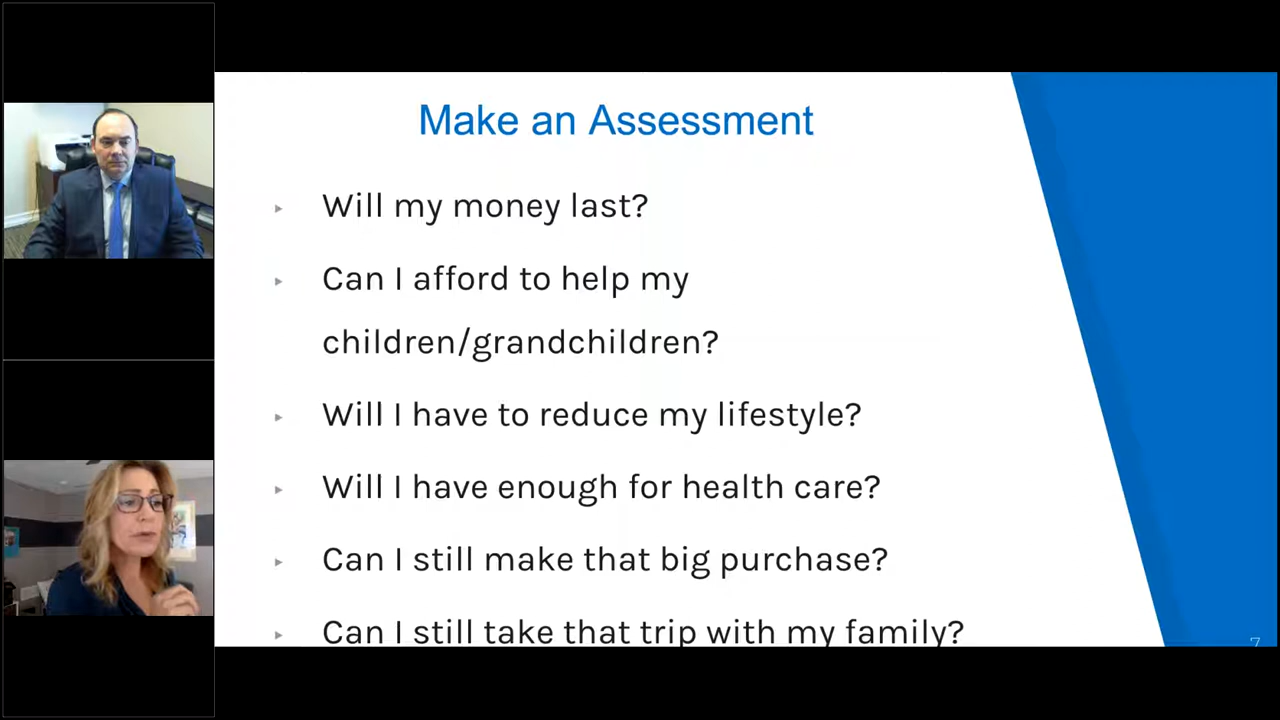 Make an Assessment
Will my money last?
Can I afford to help my
children/grandchildren?
Will I have to reduce my lifestyle?
Will I have enough for health care?
Can I still make that big purchase?
Can I still take that trip with my family?
7